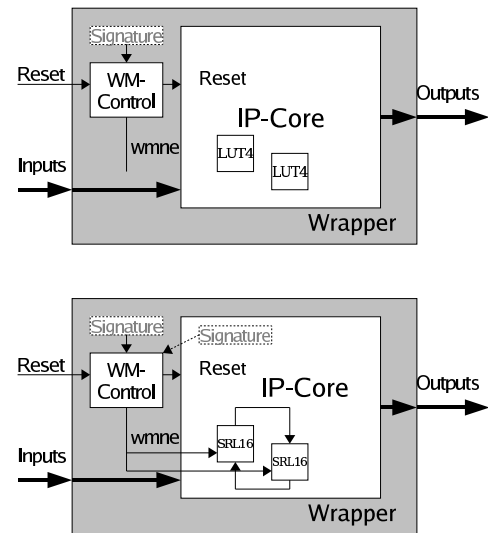 Signature
Reset
WM-
Control
Reset
Outputs
IP-Core
wmne
LUT4
LUT4
Inputs
Wrapper
Signature
Signature
Reset
WM-
Control
Reset
Outputs
IP-Core
wmne
SRL16
SRL16
Inputs
Wrapper